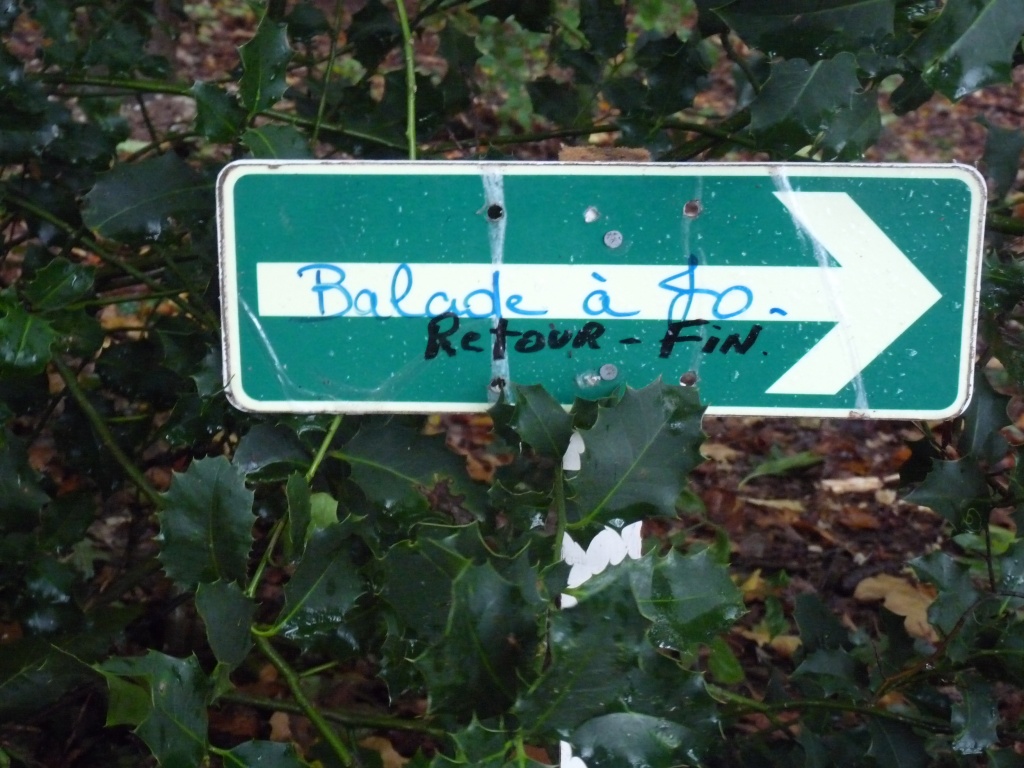 Balade à Jo.
Retour - Fin.